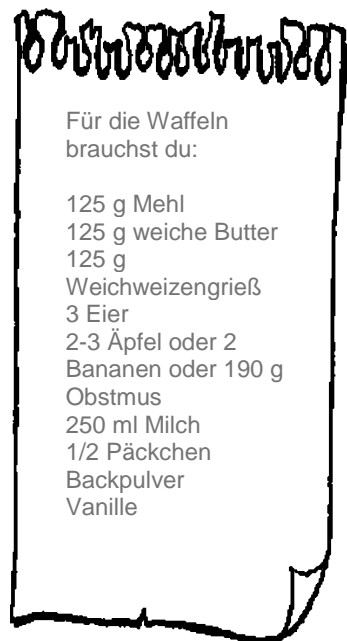 Für die Waffeln
brauchst du:
125 g Mehl
125 g weiche Butter
125 g
Weichweizengrieß
3 Eier
2-3 Äpfel oder 2
Bananen oder 190 g
Obstmus
250 ml Milch
1/2 Päckchen
Backpulver
Vanille